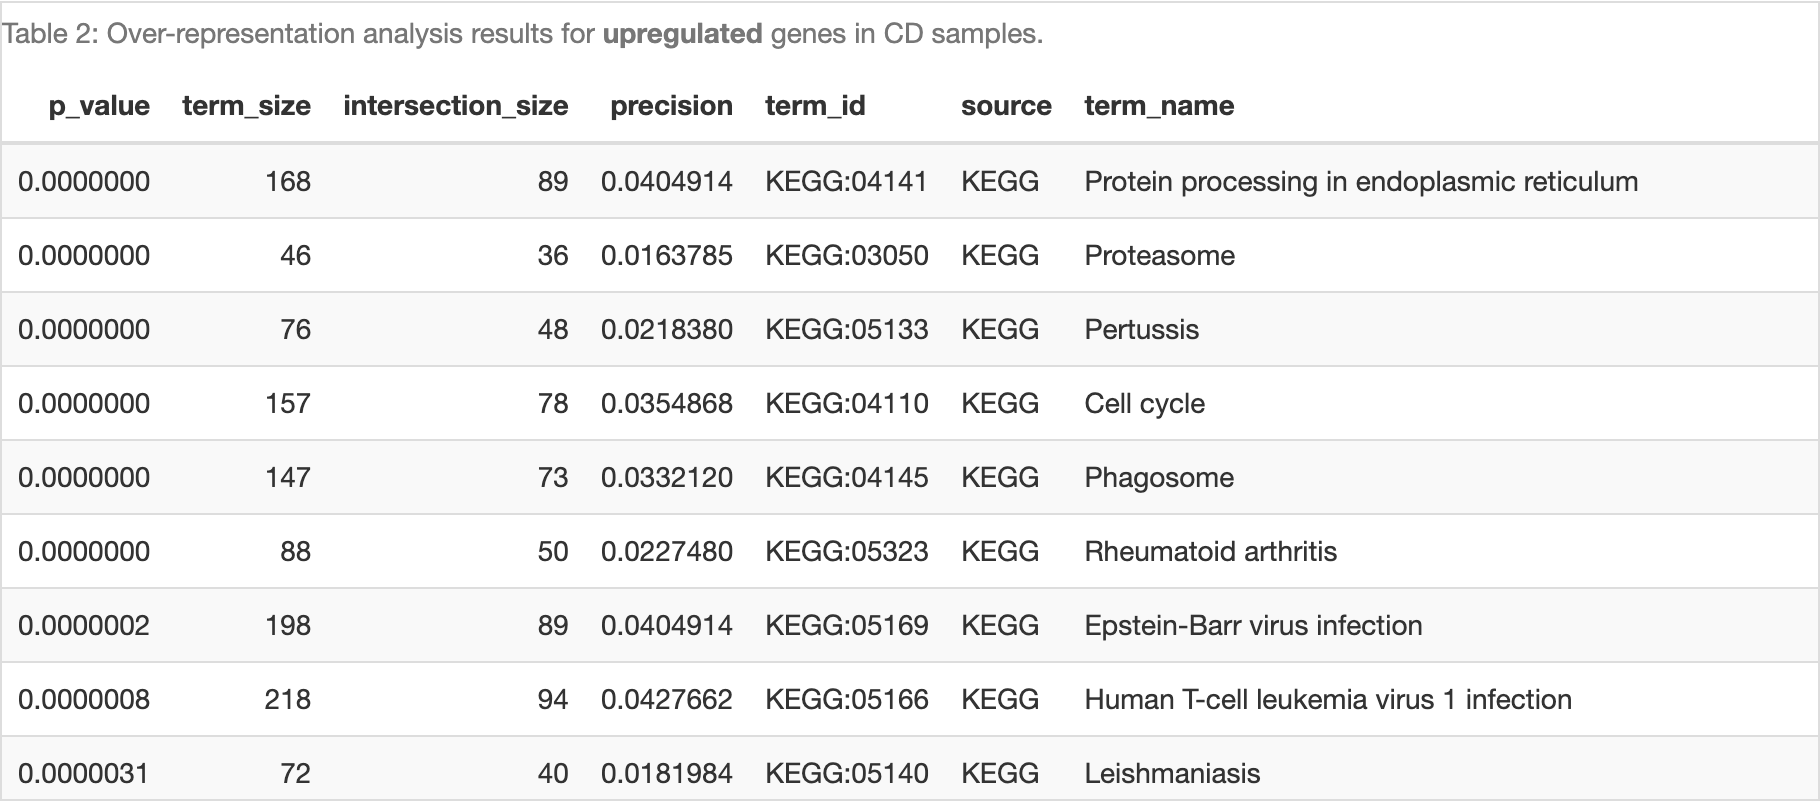 Table 2: Over-representation analysis results for upregulated genes in CD samples.
p_value term_size intersection_size precision term_id source term_name
0.0000000 168 89 0.0404914 KEGG:04141 KEGG Protein processing in endoplasmic reticulum
0.0000000 46 36 0.0163785 KEGG:03050 KEGG Proteasome
0.0000000 76 48 0.0218380 KEGG:05133 KEGG Pertussis
0.0000000 157 78 0.0354868 KEGG:04110 KEGG Cell cycle
0.0000000 147 73 0.0332120 KEGG:04145 KEGG Phagosome
0.0000000 88 50 0.0227480 KEGG:05323 KEGG Rheumatoid arthritis
0.0000002 198 89 0.0404914 KEGG:05169 KEGG Epstein-Barr virus infection
0.0000008 218 94 0.0427662 KEGG:05166 KEGG Human T-cell leukemia virus 1 infection
0.0000031 72 40 0.0181984 KEGG:05140 KEGG Leishmaniasis